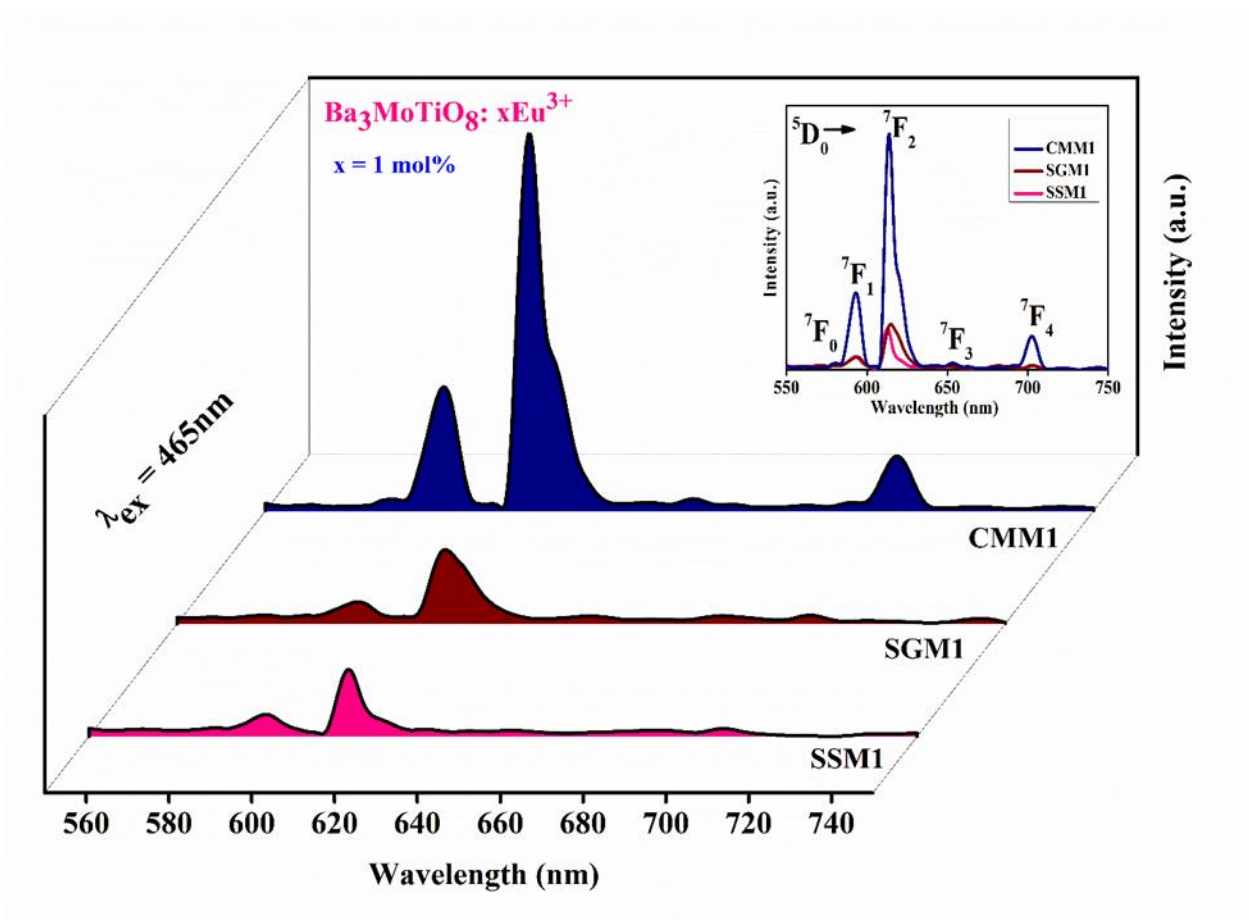 Ba₃MoTiO₈: xEu³⁺
x = 1 mol%
λex = 465nm
⁵D₀→
⁷F₂
CMM1
SGM1
SSM1
⁷F₁
⁷F₀
⁷F₃
⁷F₄
Intensity (a.u.)
550 600 650 700 750
Wavelength (nm)
Intensity (a.u.)
CMM1
SGM1
SSM1
560 580 600 620 640 660 680 700 720 740
Wavelength (nm)